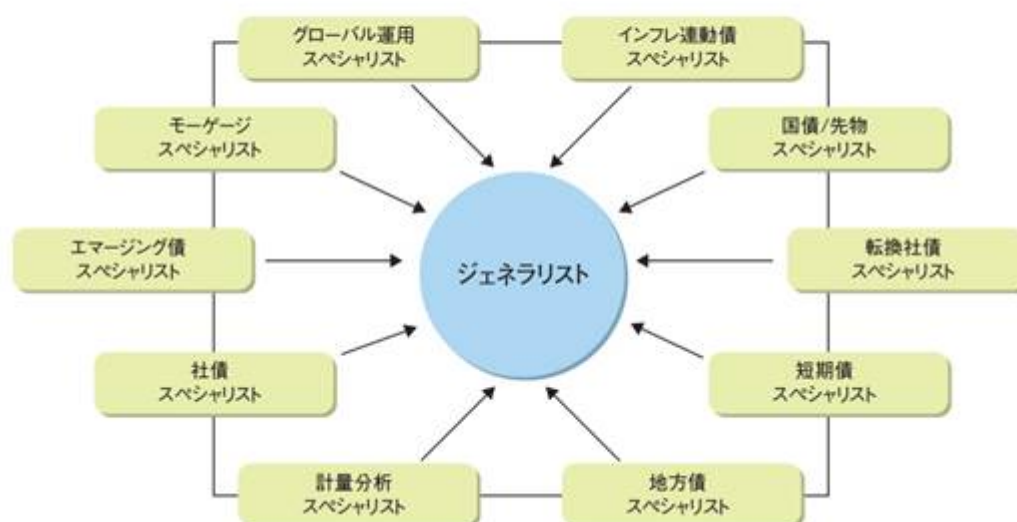 グローバル運用
スペシャリスト
インフレ連動債
スペシャリスト
モーゲージ
スペシャリスト
国債/先物
スペシャリスト
エマージング債
スペシャリスト
ジェネラリスト
転換社債
スペシャリスト
社債
スペシャリスト
短期債
スペシャリスト
計量分析
スペシャリスト
地方債
スペシャリスト